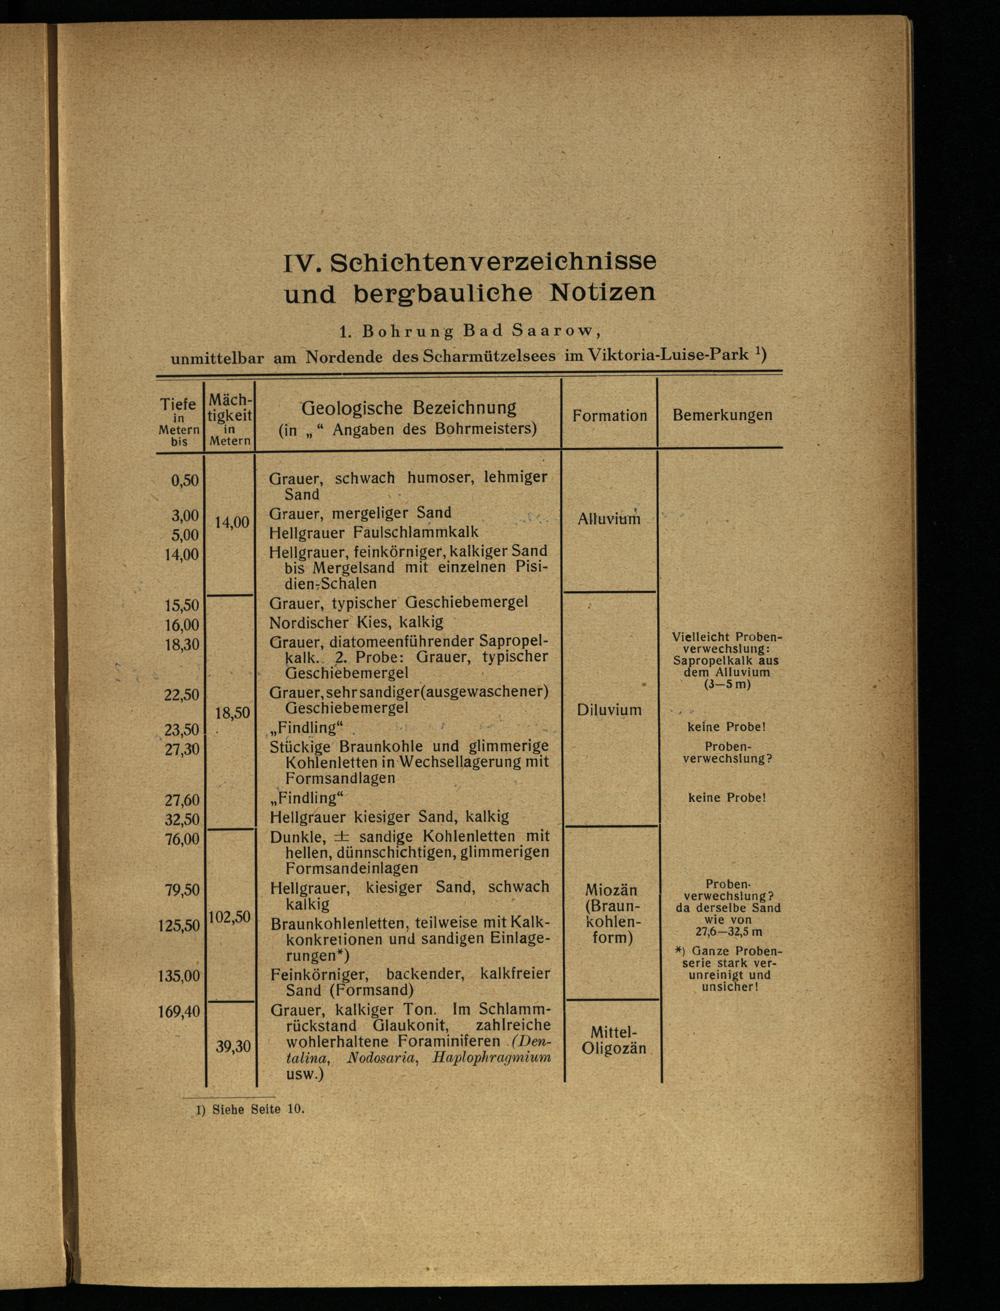 IV. Schichtenverzeichnisse
und bergbauliche Notizen
1. Bohrung Bad Saarow,
unmittelbar am Nordende des Scharmützelsees im Viktoria-Luise-Park ¹)
Tiefe in Metern bis | Mächtigkeit in Metern | Geologische Bezeichnung (in „ “ Angaben des Bohrmeisters) | Formation | Bemerkungen
0,50 Grauer, schwach humoser, lehmiger
Sand
3,00 Grauer, mergeliger Sand
14,00 Alluvium
5,00 Hellgrauer Faulschlammkalk
14,00 Hellgrauer, feinkörniger, kalkiger Sand
bis Mergelsand mit einzelnen Pisi-
dien-Schalen
15,50 Grauer, typischer Geschiebemergel
16,00 Nordischer Kies, kalkig
18,30 Grauer, diatomeenführender Sapropel-
kalk. 2. Probe: Grauer, typischer
Geschiebemergel
Vielleicht Proben-
verwechslung:
Sapropelkalk aus
dem Alluvium
(3—5 m)
22,50 Grauer, sehr sandiger (ausgewaschener)
Geschiebemergel
18,50 Diluvium
23,50 „Findling“ keine Probe!
27,30 Stückige Braunkohle und glimmerige
Kohlenletten in Wechsellagerung mit
Formsandlagen
Proben-
verwechslung?
27,60 „Findling“ keine Probe!
32,50 Hellgrauer kiesiger Sand, kalkig
76,00 Dunkle, ± sandige Kohlenletten mit
hellen, dünnschichtigen, glimmerigen
Formsandeinlagen
79,50 Hellgrauer, kiesiger Sand, schwach
kalkig
102,50
Miozän
(Braun-
kohlen-
form)
Proben-
verwechslung?
da derselbe Sand
wie von
27,6—32,5 m
125,50 Braunkohlenletten, teilweise mit Kalk-
konkretionen und sandigen Einlage-
rungen*)
*) Ganze Proben-
serie stark ver-
unreinigt und
unsicher!
135,00 Feinkörniger, backender, kalkfreier
Sand (Formsand)
169,40 Grauer, kalkiger Ton. Im Schlamm-
rückstand Glaukonit, zahlreiche
wohlerhaltene Foraminiferen (Den-
talina, Nodosaria, Haplophragmium
usw.)
39,30
Mittel-
Oligozän
1) Siehe Seite 10.